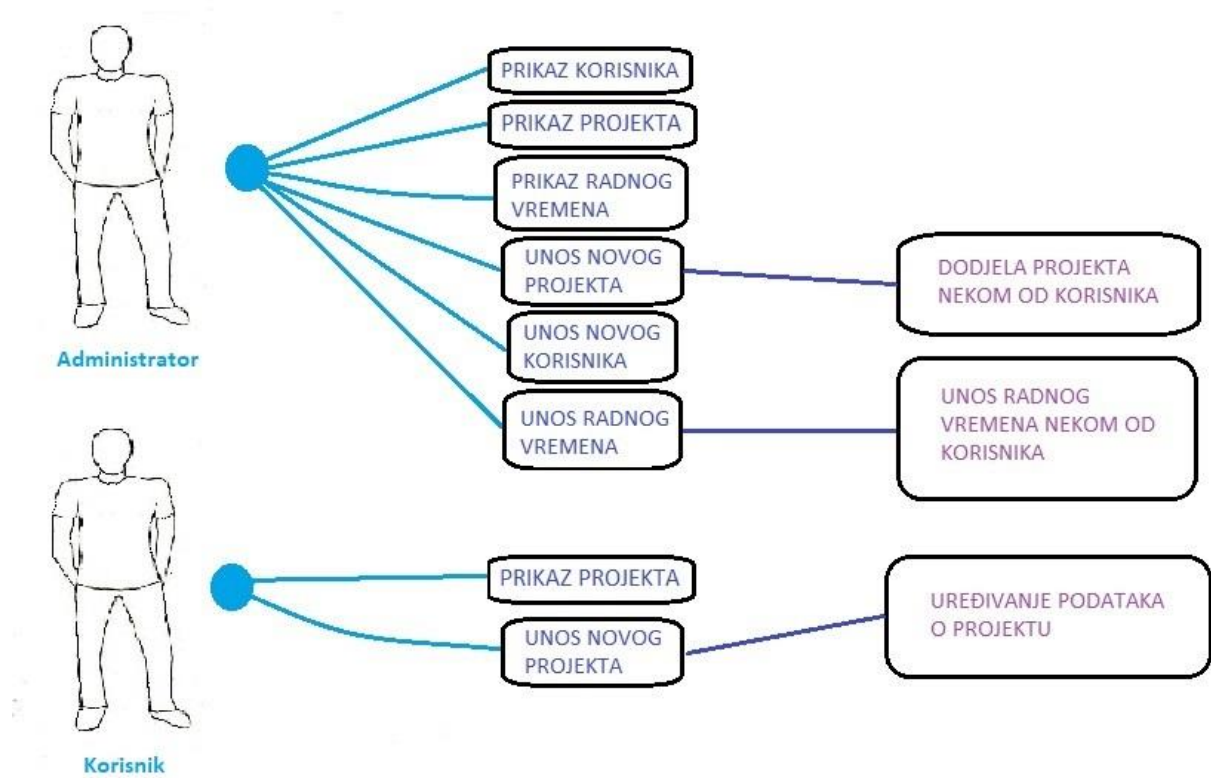 PRIKAZ KORISNIKA
PRIKAZ PROJEKTA
PRIKAZ RADNOG
VREMENA
UNOS NOVOG
PROJEKTA
DODJELA PROJEKTA
NEKOM OD KORISNIKA
UNOS NOVOG
KORISNIKA
Administrator
UNOS RADNOG
VREMENA
UNOS RADNOG
VREMENA NEKOM OD
KORISNIKA
PRIKAZ PROJEKTA
UNOS NOVOG
PROJEKTA
UREĐIVANJE PODATAKA
O PROJEKTU
Korisnik